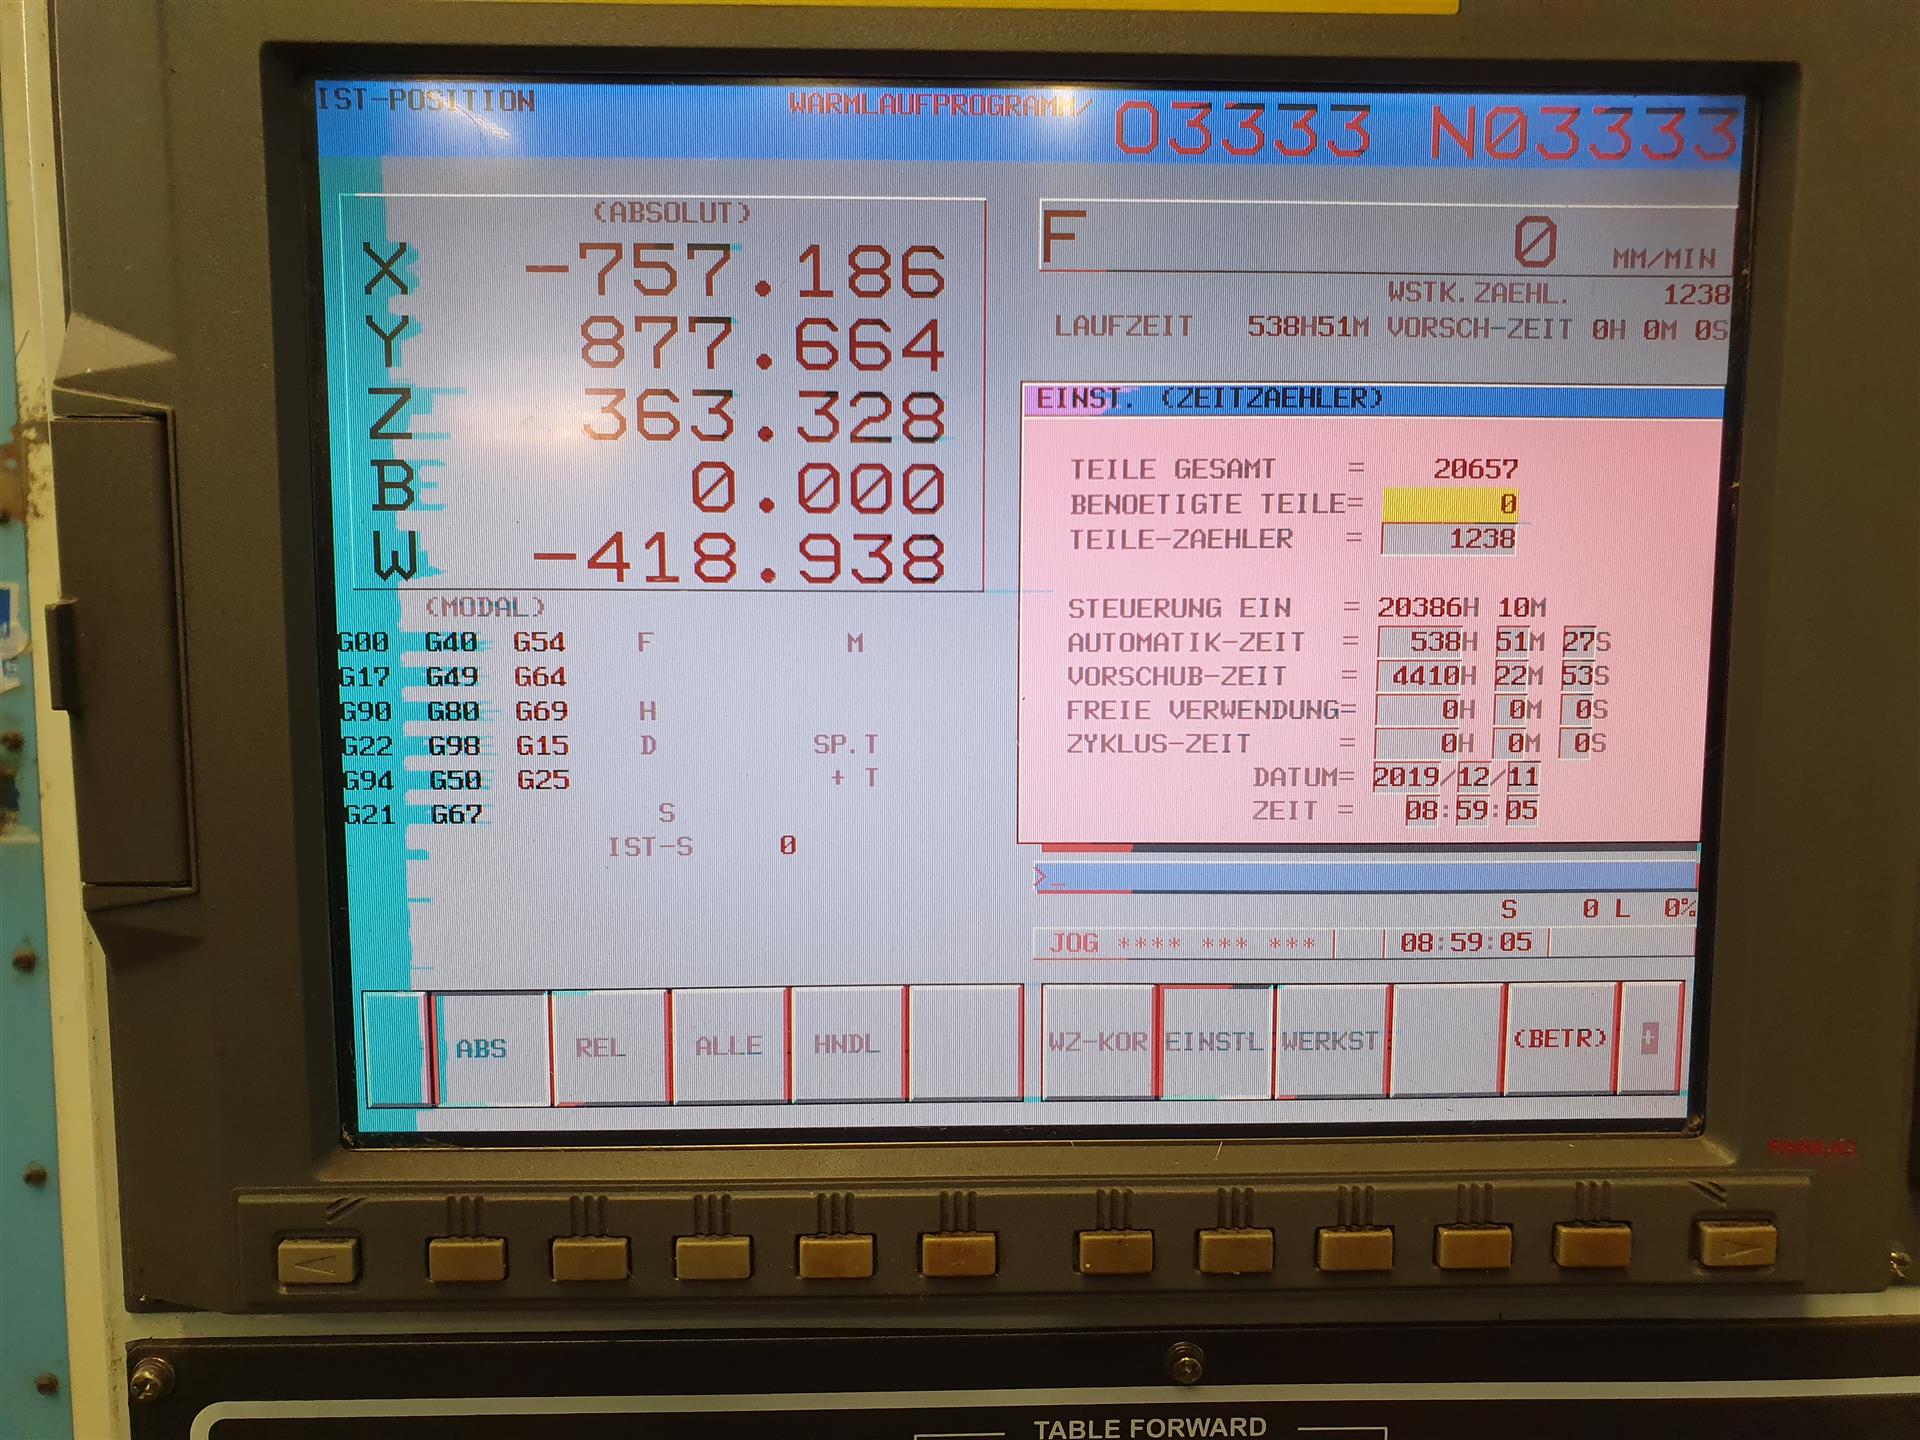 IST-POSITION WARMLAUFPROGRAMM/ O3333 N03333
(ABSOLUT)
X -757.186
Y 877.664
Z 363.328
B 0.000
W -418.938
(MODAL)
G00 G40 G54 F M
G17 G49 G64
G90 G80 G69 H
G22 G98 G15 D SP.T
G94 G50 G25 + T
G21 G67 S
IST-S 0
F 0 MM/MIN
WSTK.ZAEHL. 1238
LAUFZEIT 538H51M VORSCH-ZEIT 0H 0M 0S
EINST. (ZEITZAEHLER)
TEILE GESAMT = 20657
BENOETIGTE TEILE= 0
TEILE-ZAEHLER = 1238
STEUERUNG EIN = 20386H 10M
AUTOMATIK-ZEIT = 538H 51M 27S
VORSCHUB-ZEIT = 4410H 22M 53S
FREIE VERWENDUNG= 0H 0M 0S
ZYKLUS-ZEIT = 0H 0M 0S
DATUM= 2019/12/11
ZEIT = 08:59:05
>_
S 0 L 0%
JOG **** *** *** 08:59:05
ABS REL ALLE HNDL WZ-KOR EINSTL WERKST (BETR) +
FANUC
< >
TABLE FORWARD